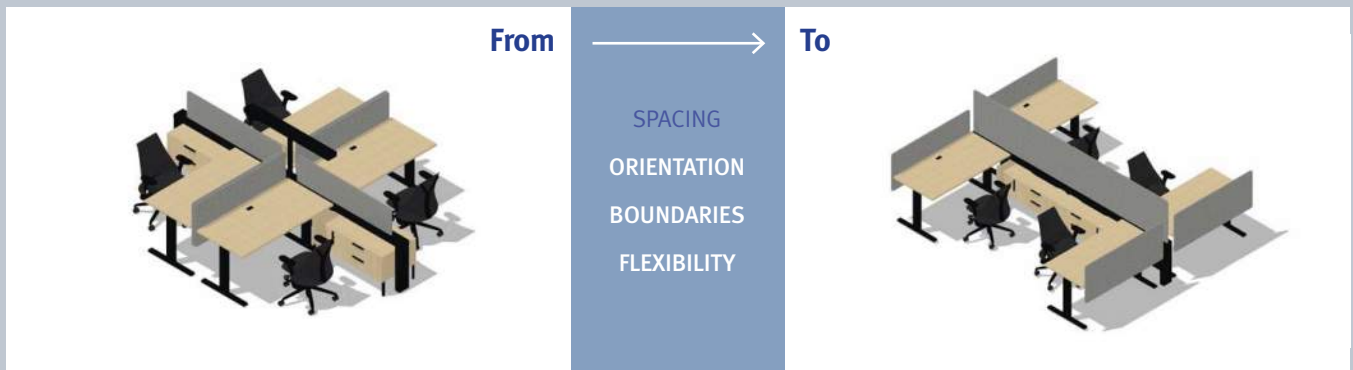 From
To
SPACING
ORIENTATION
BOUNDARIES
FLEXIBILITY